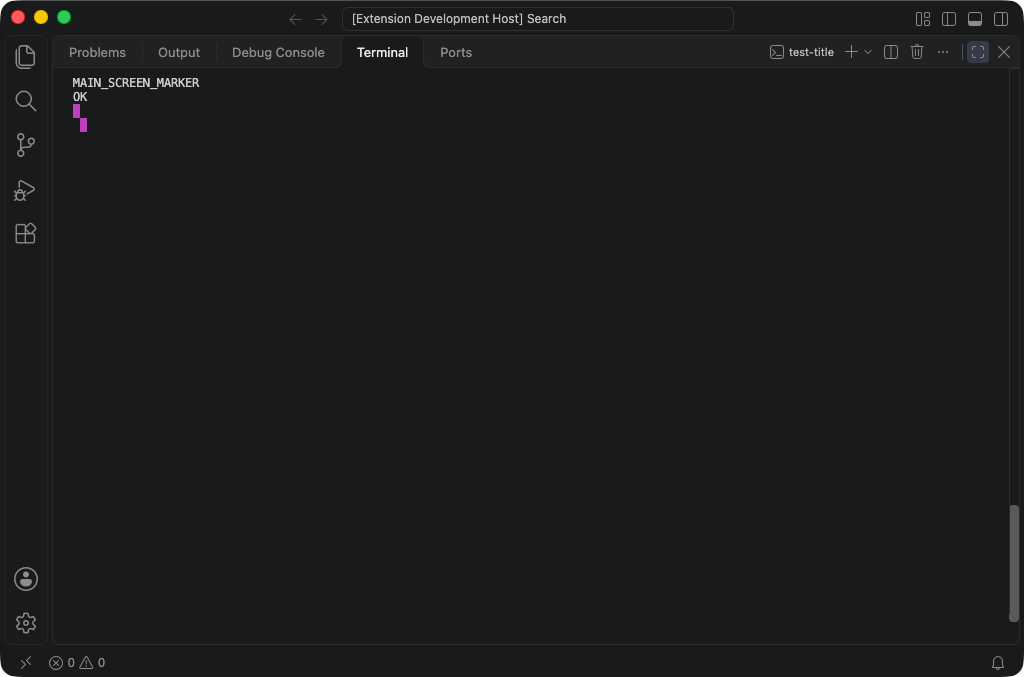 [Extension Development Host] Search
Problems
Output
Debug Console
Terminal
Ports
test-title
MAIN_SCREEN_MARKER
OK
0
0